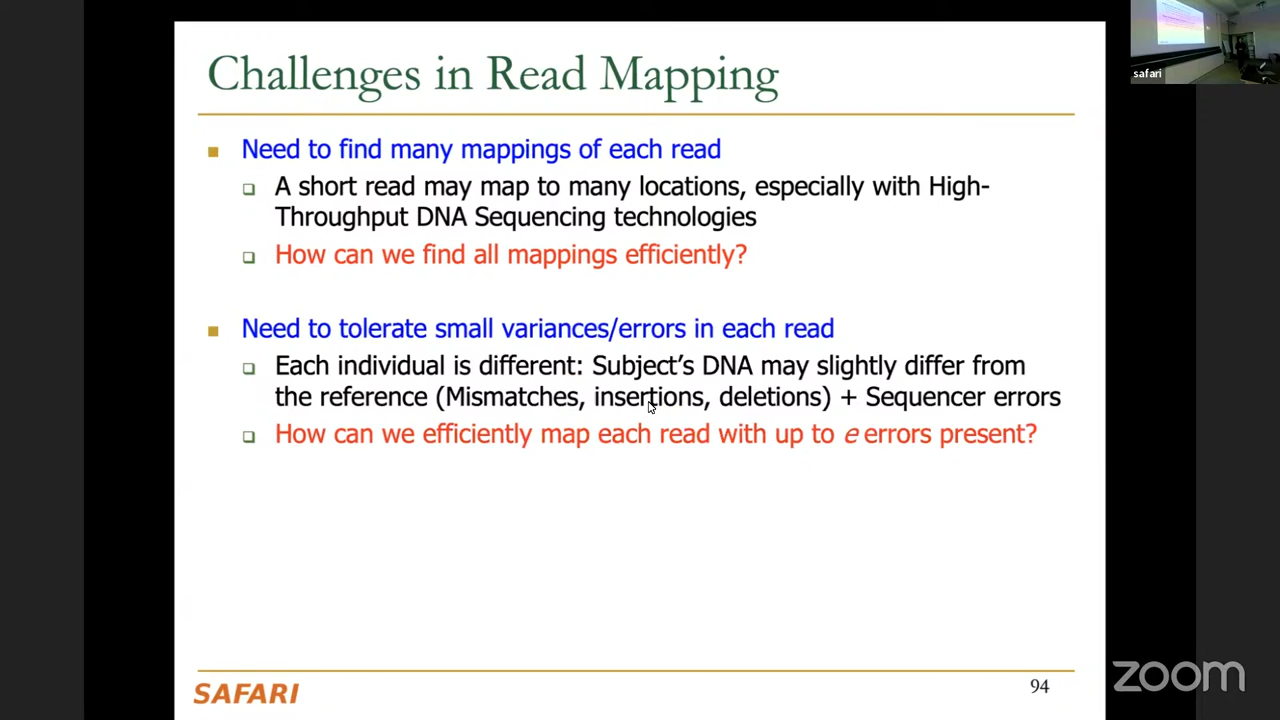 Challenges in Read Mapping
Need to find many mappings of each read
A short read may map to many locations, especially with High-
Throughput DNA Sequencing technologies
How can we find all mappings efficiently?
Need to tolerate small variances/errors in each read
Each individual is different: Subject's DNA may slightly differ from
the reference (Mismatches, insertions, deletions) + Sequencer errors
How can we efficiently map each read with up to e errors present?
SAFARI
94
safari
zoom